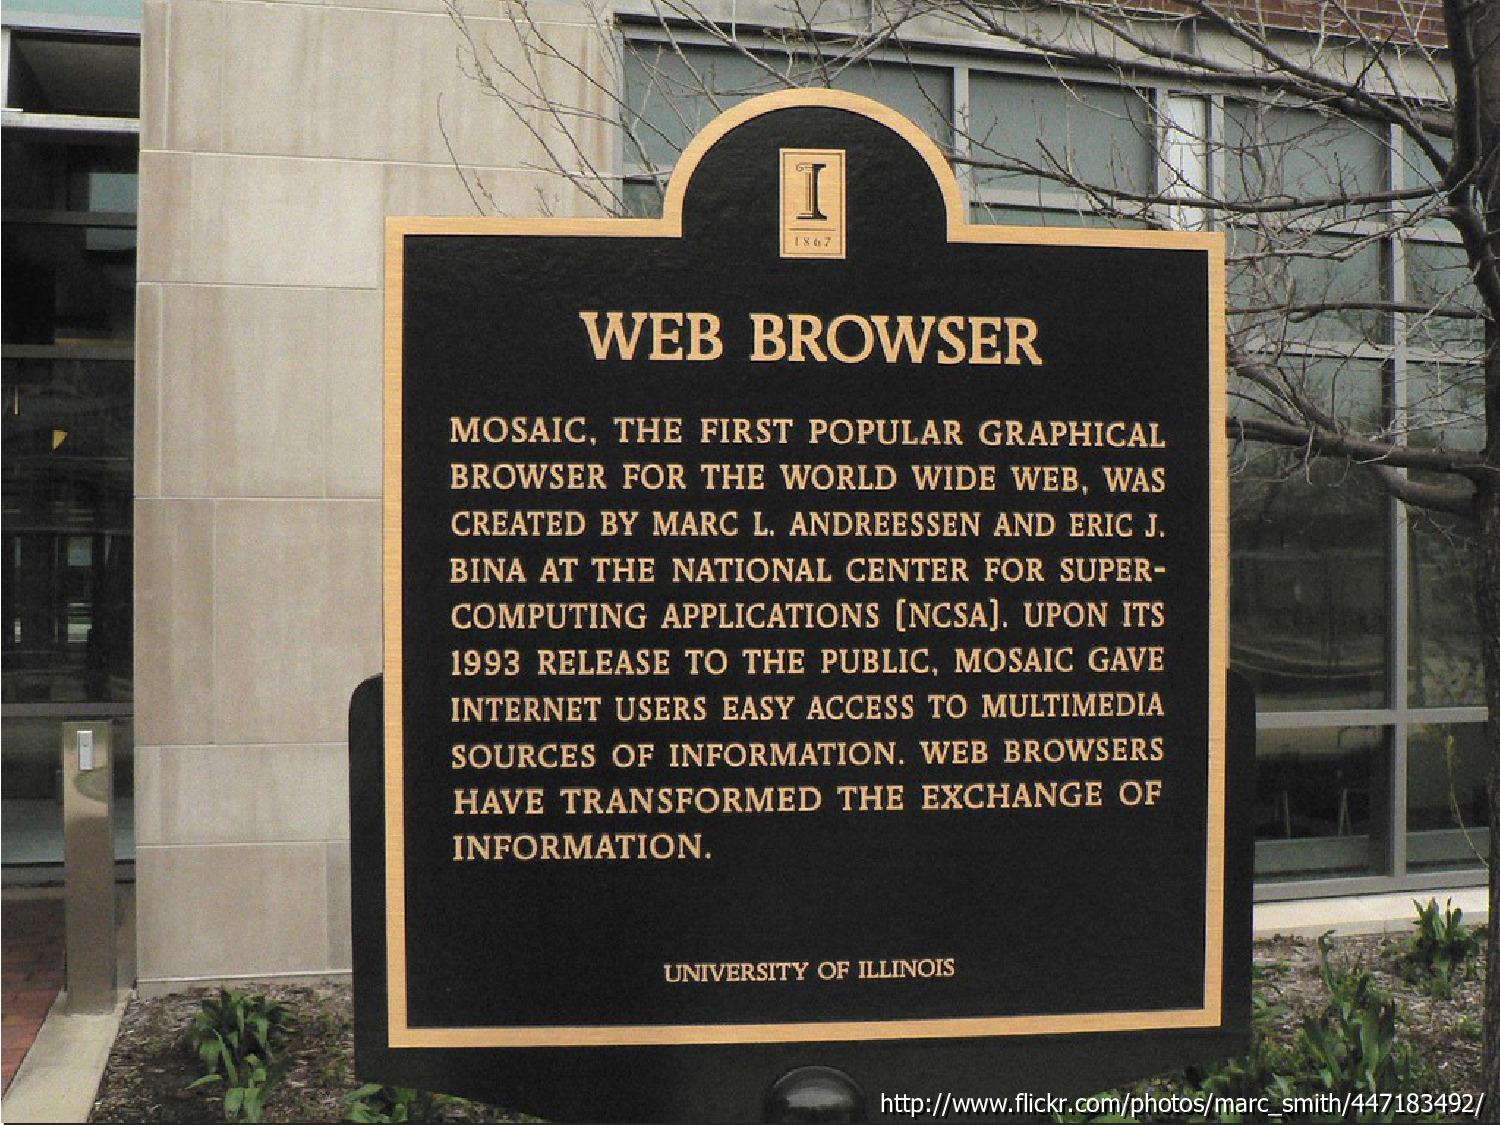 I
1867
WEB BROWSER
MOSAIC, THE FIRST POPULAR GRAPHICAL
BROWSER FOR THE WORLD WIDE WEB, WAS
CREATED BY MARC L. ANDREESSEN AND ERIC J.
BINA AT THE NATIONAL CENTER FOR SUPER-
COMPUTING APPLICATIONS [NCSA]. UPON ITS
1993 RELEASE TO THE PUBLIC, MOSAIC GAVE
INTERNET USERS EASY ACCESS TO MULTIMEDIA
SOURCES OF INFORMATION. WEB BROWSERS
HAVE TRANSFORMED THE EXCHANGE OF
INFORMATION.
UNIVERSITY OF ILLINOIS
http://www.flickr.com/photos/marc_smith/447183492/